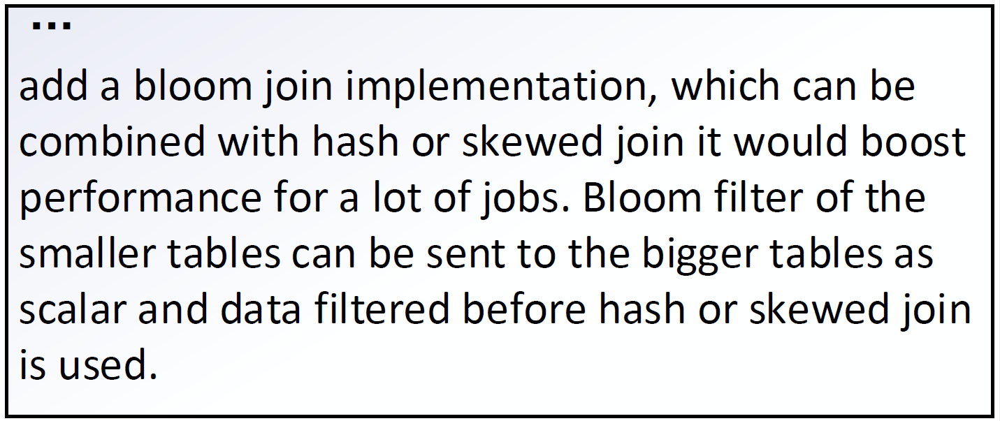 ...
add a bloom join implementation, which can be
combined with hash or skewed join it would boost
performance for a lot of jobs. Bloom filter of the
smaller tables can be sent to the bigger tables as
scalar and data filtered before hash or skewed join
is used.